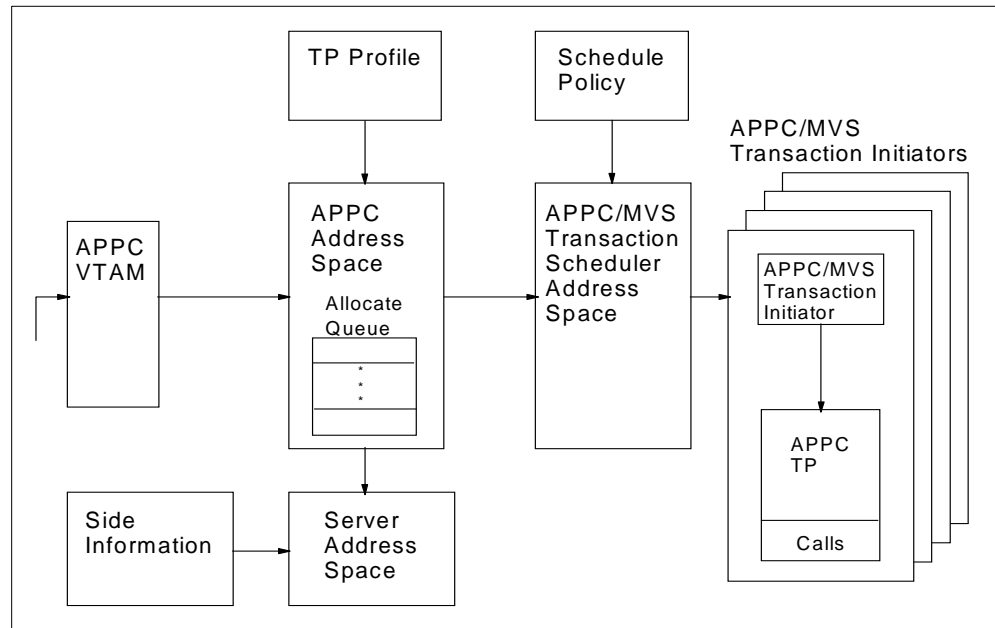 TP Profile
Schedule
Policy
APPC/MVS
Transaction Initiators
APPC
VTAM
APPC
Address
Space
Allocate
Queue
*
*
*
APPC/MVS
Transaction
Scheduler
Address
Space
APPC/MVS
Transaction
Initiator
APPC
TP
Calls
Side
Information
Server
Address
Space